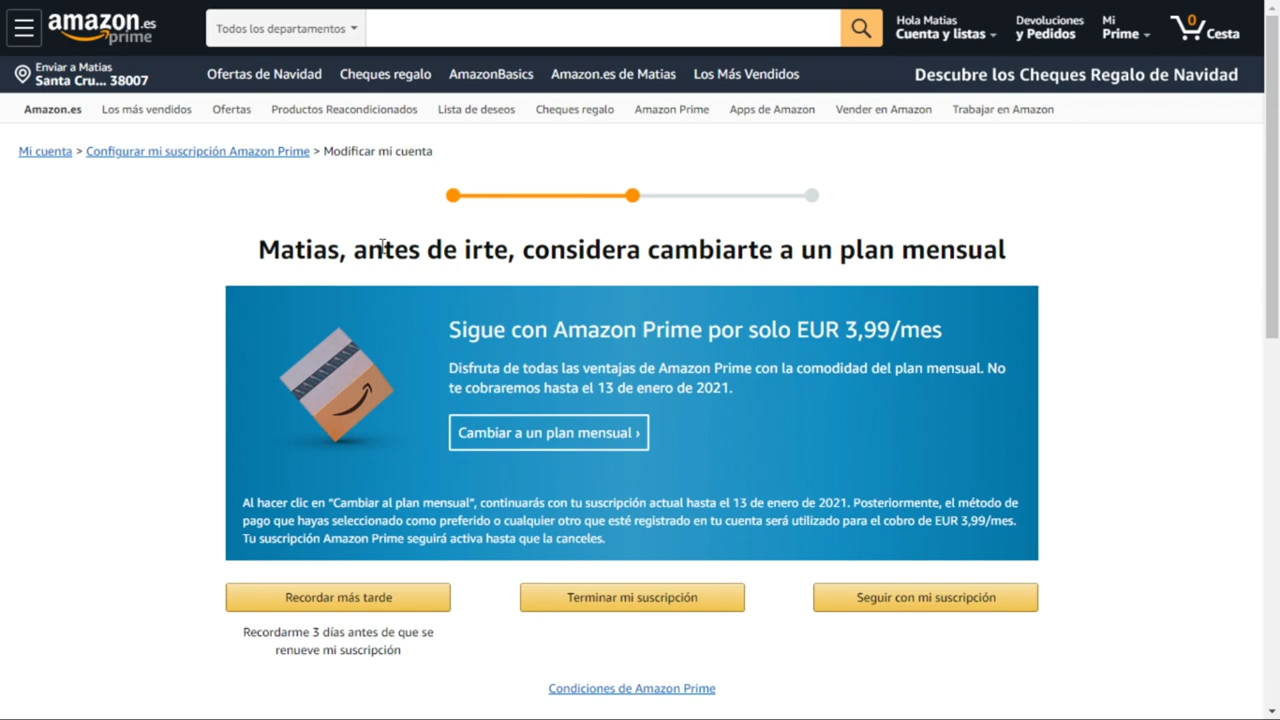 amazon.es
prime
Todos los departamentos
Hola Matias
Cuenta y listas
Devoluciones
y Pedidos
Mi
Prime
0
Cesta
Enviar a Matias
Santa Cru... 38007
Ofertas de Navidad
Cheques regalo
AmazonBasics
Amazon.es de Matias
Los Más Vendidos
Descubre los Cheques Regalo de Navidad
Amazon.es
Los más vendidos
Ofertas
Productos Reacondicionados
Lista de deseos
Cheques regalo
Amazon Prime
Apps de Amazon
Vender en Amazon
Trabajar en Amazon
Mi cuenta > Configurar mi suscripción Amazon Prime > Modificar mi cuenta
Matias, antes de irte, considera cambiarte a un plan mensual
Sigue con Amazon Prime por solo EUR 3,99/mes
Disfruta de todas las ventajas de Amazon Prime con la comodidad del plan mensual. No
te cobraremos hasta el 13 de enero de 2021.
Cambiar a un plan mensual ›
Al hacer clic en “Cambiar al plan mensual”, continuarás con tu suscripción actual hasta el 13 de enero de 2021. Posteriormente, el método de
pago que hayas seleccionado como preferido o cualquier otro que esté registrado en tu cuenta será utilizado para el cobro de EUR 3,99/mes.
Tu suscripción Amazon Prime seguirá activa hasta que la canceles.
Recordar más tarde
Terminar mi suscripción
Seguir con mi suscripción
Recordarme 3 días antes de que se
renueve mi suscripción
Condiciones de Amazon Prime